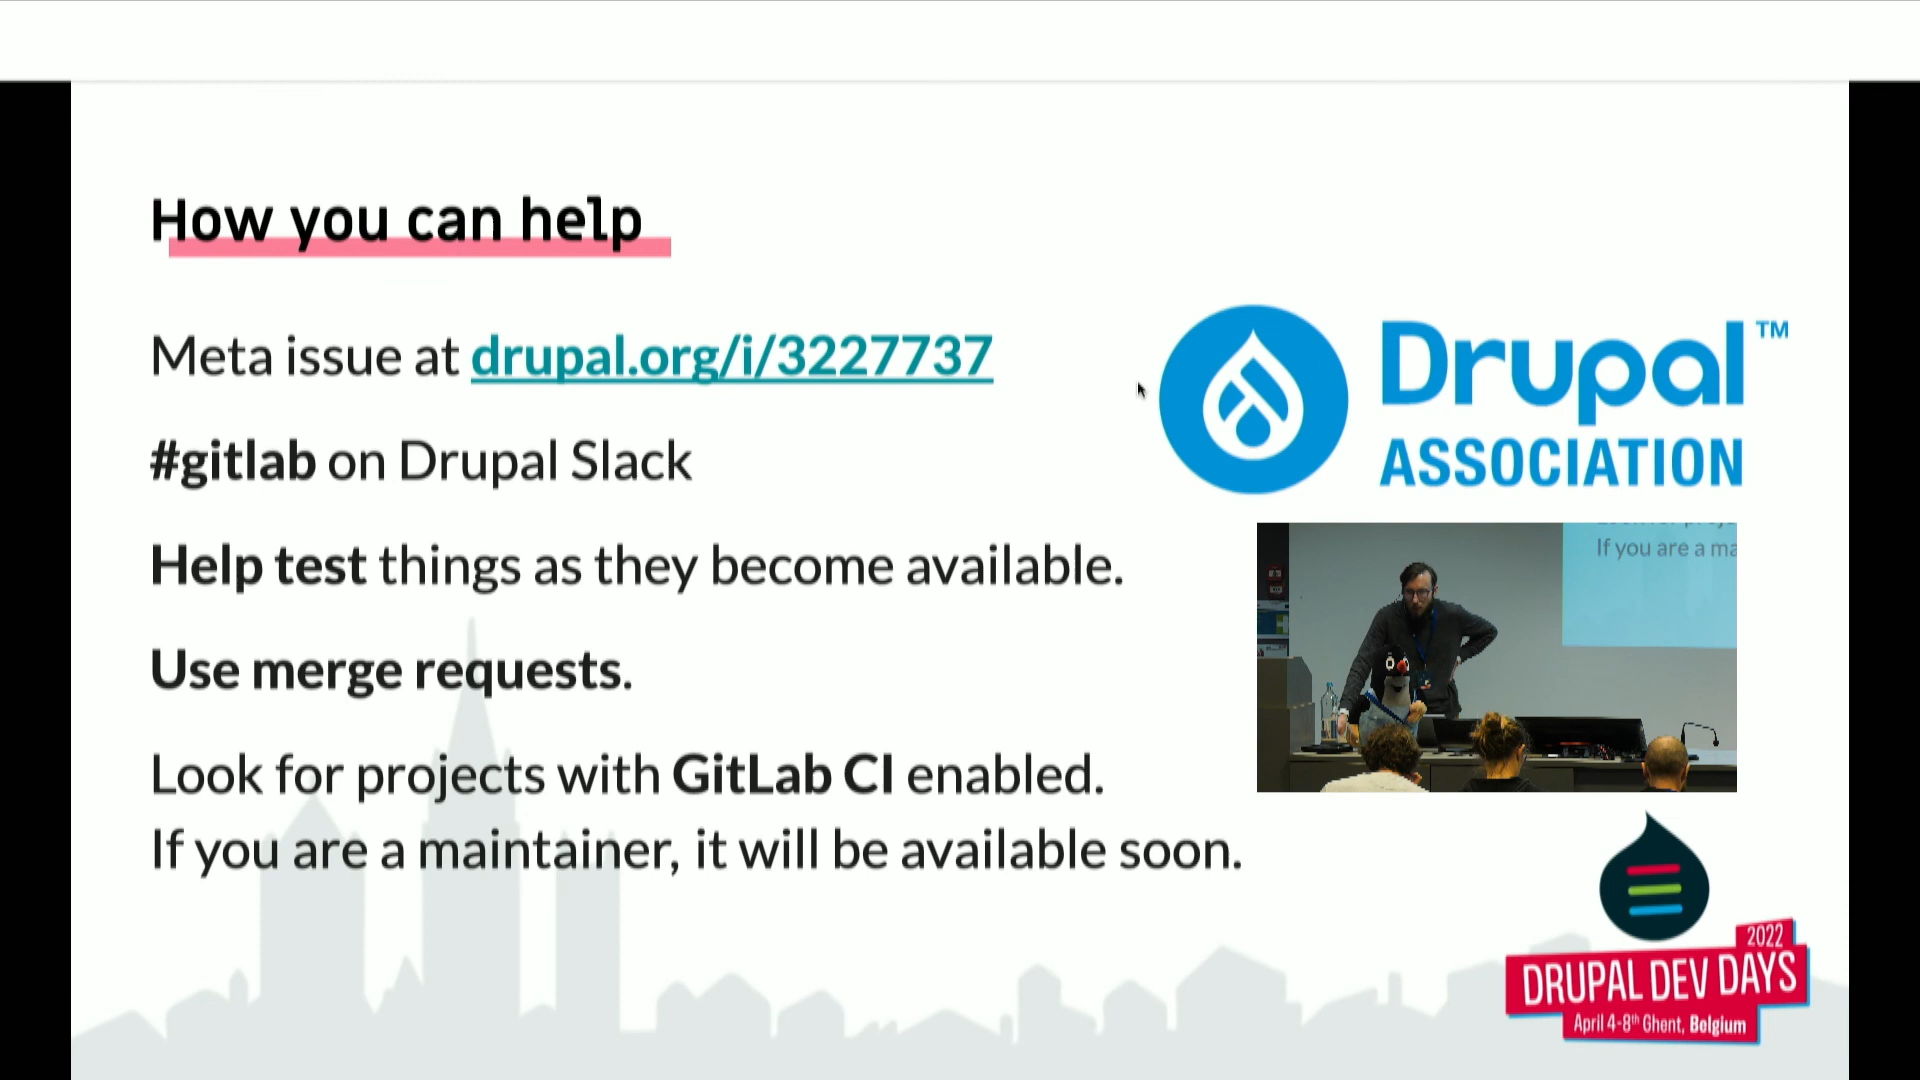 How you can help
Meta issue at drupal.org/i/3227737
#gitlab on Drupal Slack
Help test things as they become available.
Use merge requests.
Look for projects with GitLab CI enabled.
If you are a maintainer, it will be available soon.
Drupal™
ASSOCIATION
If you are a ma
2022
DRUPAL DEV DAYS
April 4-8th Ghent, Belgium